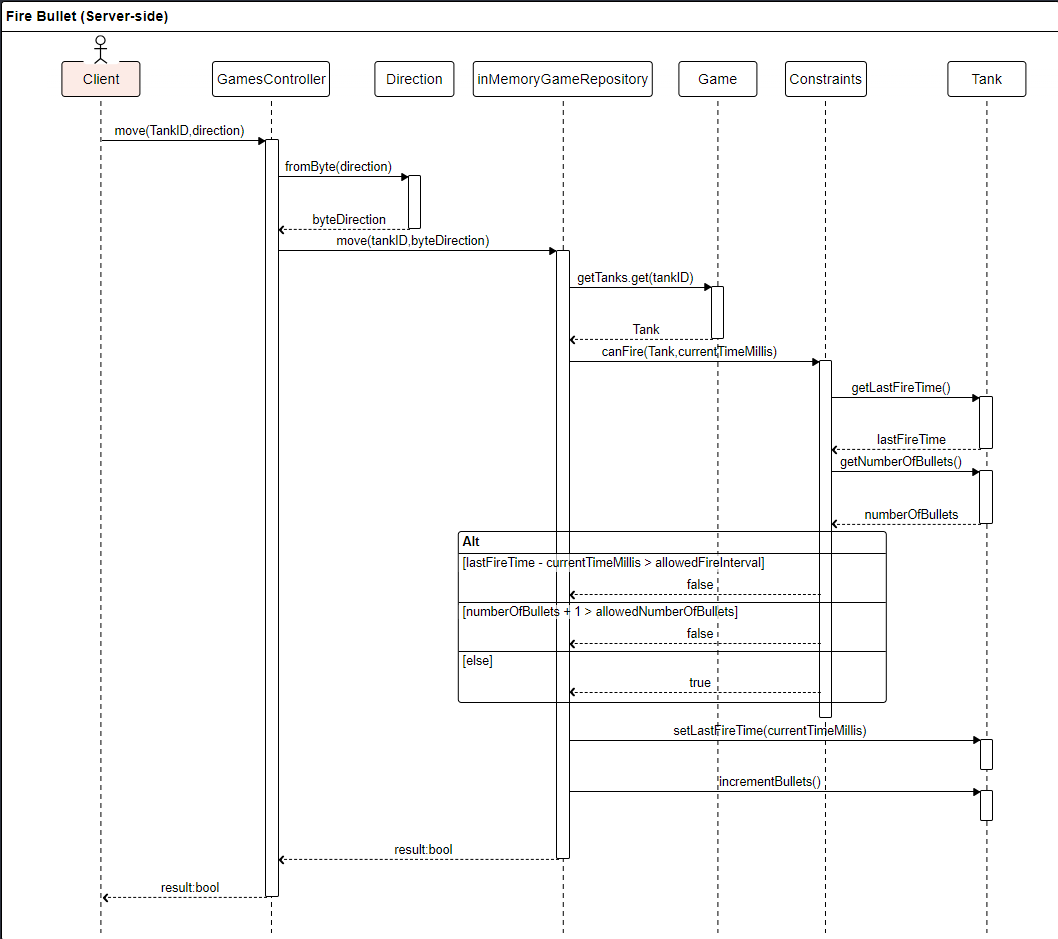 Fire Bullet (Server-side)
Client
GamesController
Direction
inMemoryGameRepository
Game
Constraints
Tank
move(TankID,direction)
fromByte(direction)
byteDirection
move(tankID,byteDirection)
getTanks.get(tankID)
Tank
canFire(Tank,currentTimeMillis)
getLastFireTime()
lastFireTime
getNumberOfBullets()
numberOfBullets
Alt
[lastFireTime - currentTimeMillis > allowedFireInterval]
false
[numberOfBullets + 1 > allowedNumberOfBullets]
false
[else]
true
setLastFireTime(currentTimeMillis)
incrementBullets()
result:bool
result:bool